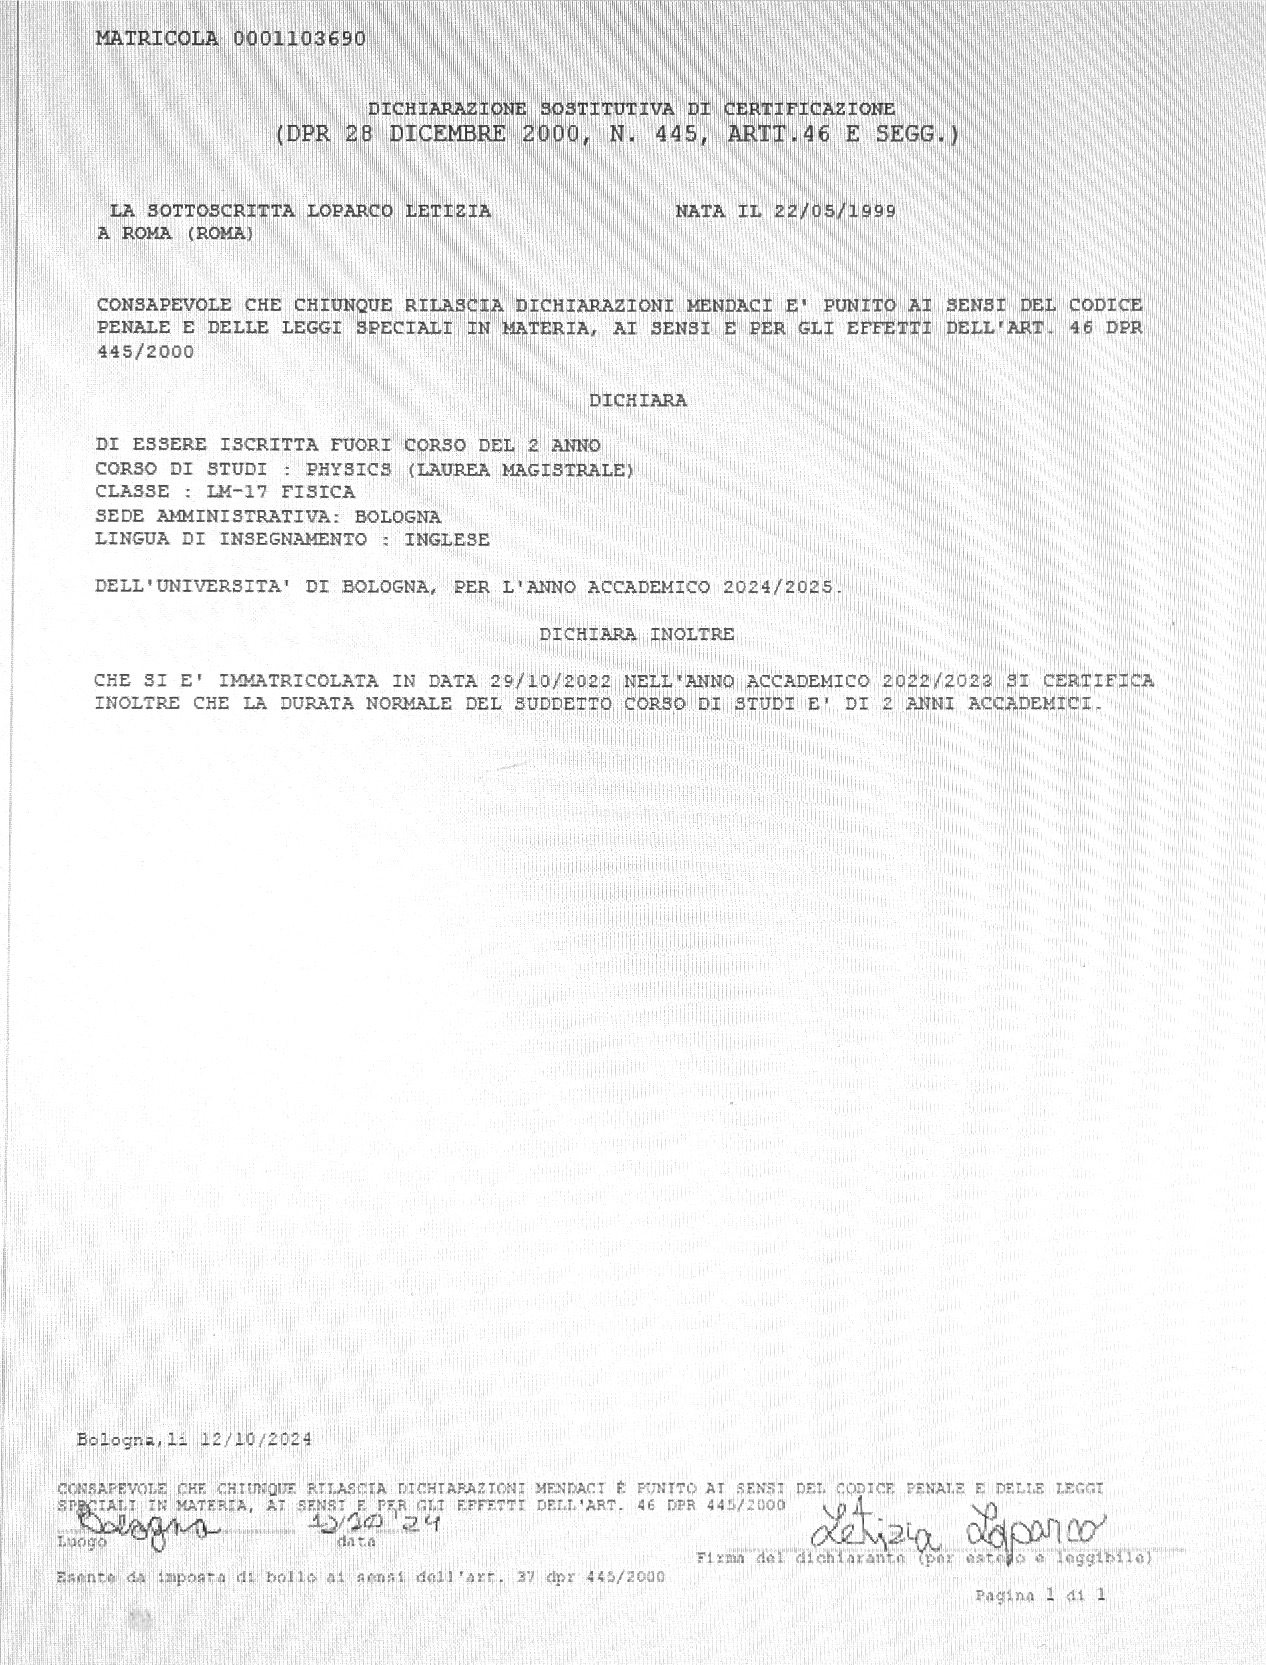 MATRICOLA 0001103690
DICHIARAZIONE SOSTITUTIVA DI CERTIFICAZIONE
(DPR 28 DICEMBRE 2000, N. 445, ARTT.46 E SEGG.)
LA SOTTOSCRITTA LOPARCO LETIZIA NATA IL 22/05/1999
A ROMA (ROMA)
CONSAPEVOLE CHE CHIUNQUE RILASCIA DICHIARAZIONI MENDACI E' PUNITO AI SENSI DEL CODICE
PENALE E DELLE LEGGI SPECIALI IN MATERIA, AI SENSI E PER GLI EFFETTI DELL'ART. 46 DPR
445/2000
DICHIARA
DI ESSERE ISCRITTA FUORI CORSO DEL 2 ANNO
CORSO DI STUDI : PHYSICS (LAUREA MAGISTRALE)
CLASSE : LM-17 FISICA
SEDE AMMINISTRATIVA: BOLOGNA
LINGUA DI INSEGNAMENTO : INGLESE
DELL'UNIVERSITA' DI BOLOGNA, PER L'ANNO ACCADEMICO 2024/2025.
DICHIARA INOLTRE
CHE SI E' IMMATRICOLATA IN DATA 29/10/2022 NELL'ANNO ACCADEMICO 2022/2023 SI CERTIFICA
INOLTRE CHE LA DURATA NORMALE DEL SUDDETTO CORSO DI STUDI E' DI 2 ANNI ACCADEMICI.
Bologna,li 12/10/2024
CONSAPEVOLE CHE CHIUNQUE RILASCIA DICHIARAZIONI MENDACI È PUNITO AI SENSI DEL CODICE PENALE E DELLE LEGGI
SPECIALI IN MATERIA, AI SENSI E PER GLI EFFETTI DELL'ART. 46 DPR 445/2000
Bologna 12/10 '24 Letizia Loparco
Luogo data
Firma del dichiarante (per esteso e leggibile)
Esente da imposta di bollo ai sensi dell'art. 37 dpr 445/2000
Pagina 1 di 1